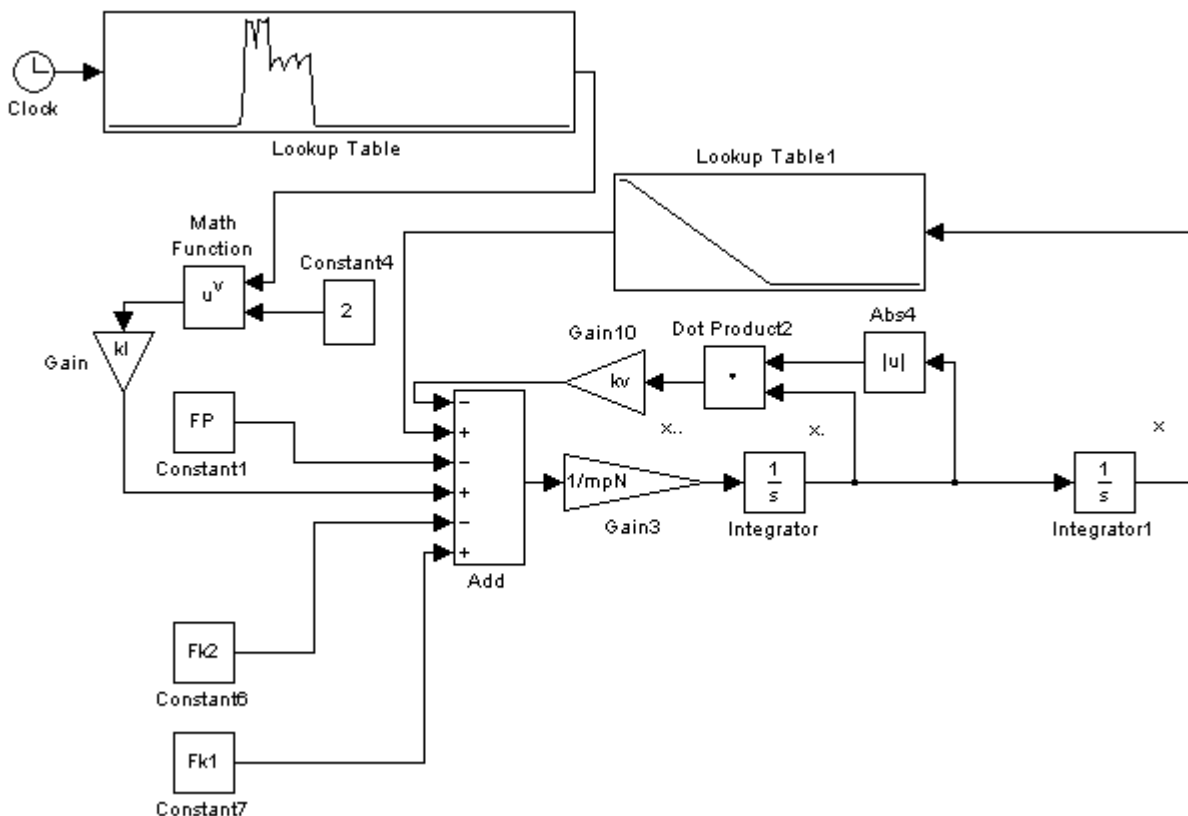 Clock
Lookup Table
Lookup Table1
Math
Function
Constant4
u^v
2
Gain
kl
Gain10
Dot Product2
Abs4
kv
|u|
FP
Constant1
x..
x.
x
−
+
−
+
−
+
1/mpN
1
s
1
s
Gain3
Integrator
Integrator1
Add
Fk2
Constant6
Fk1
Constant7